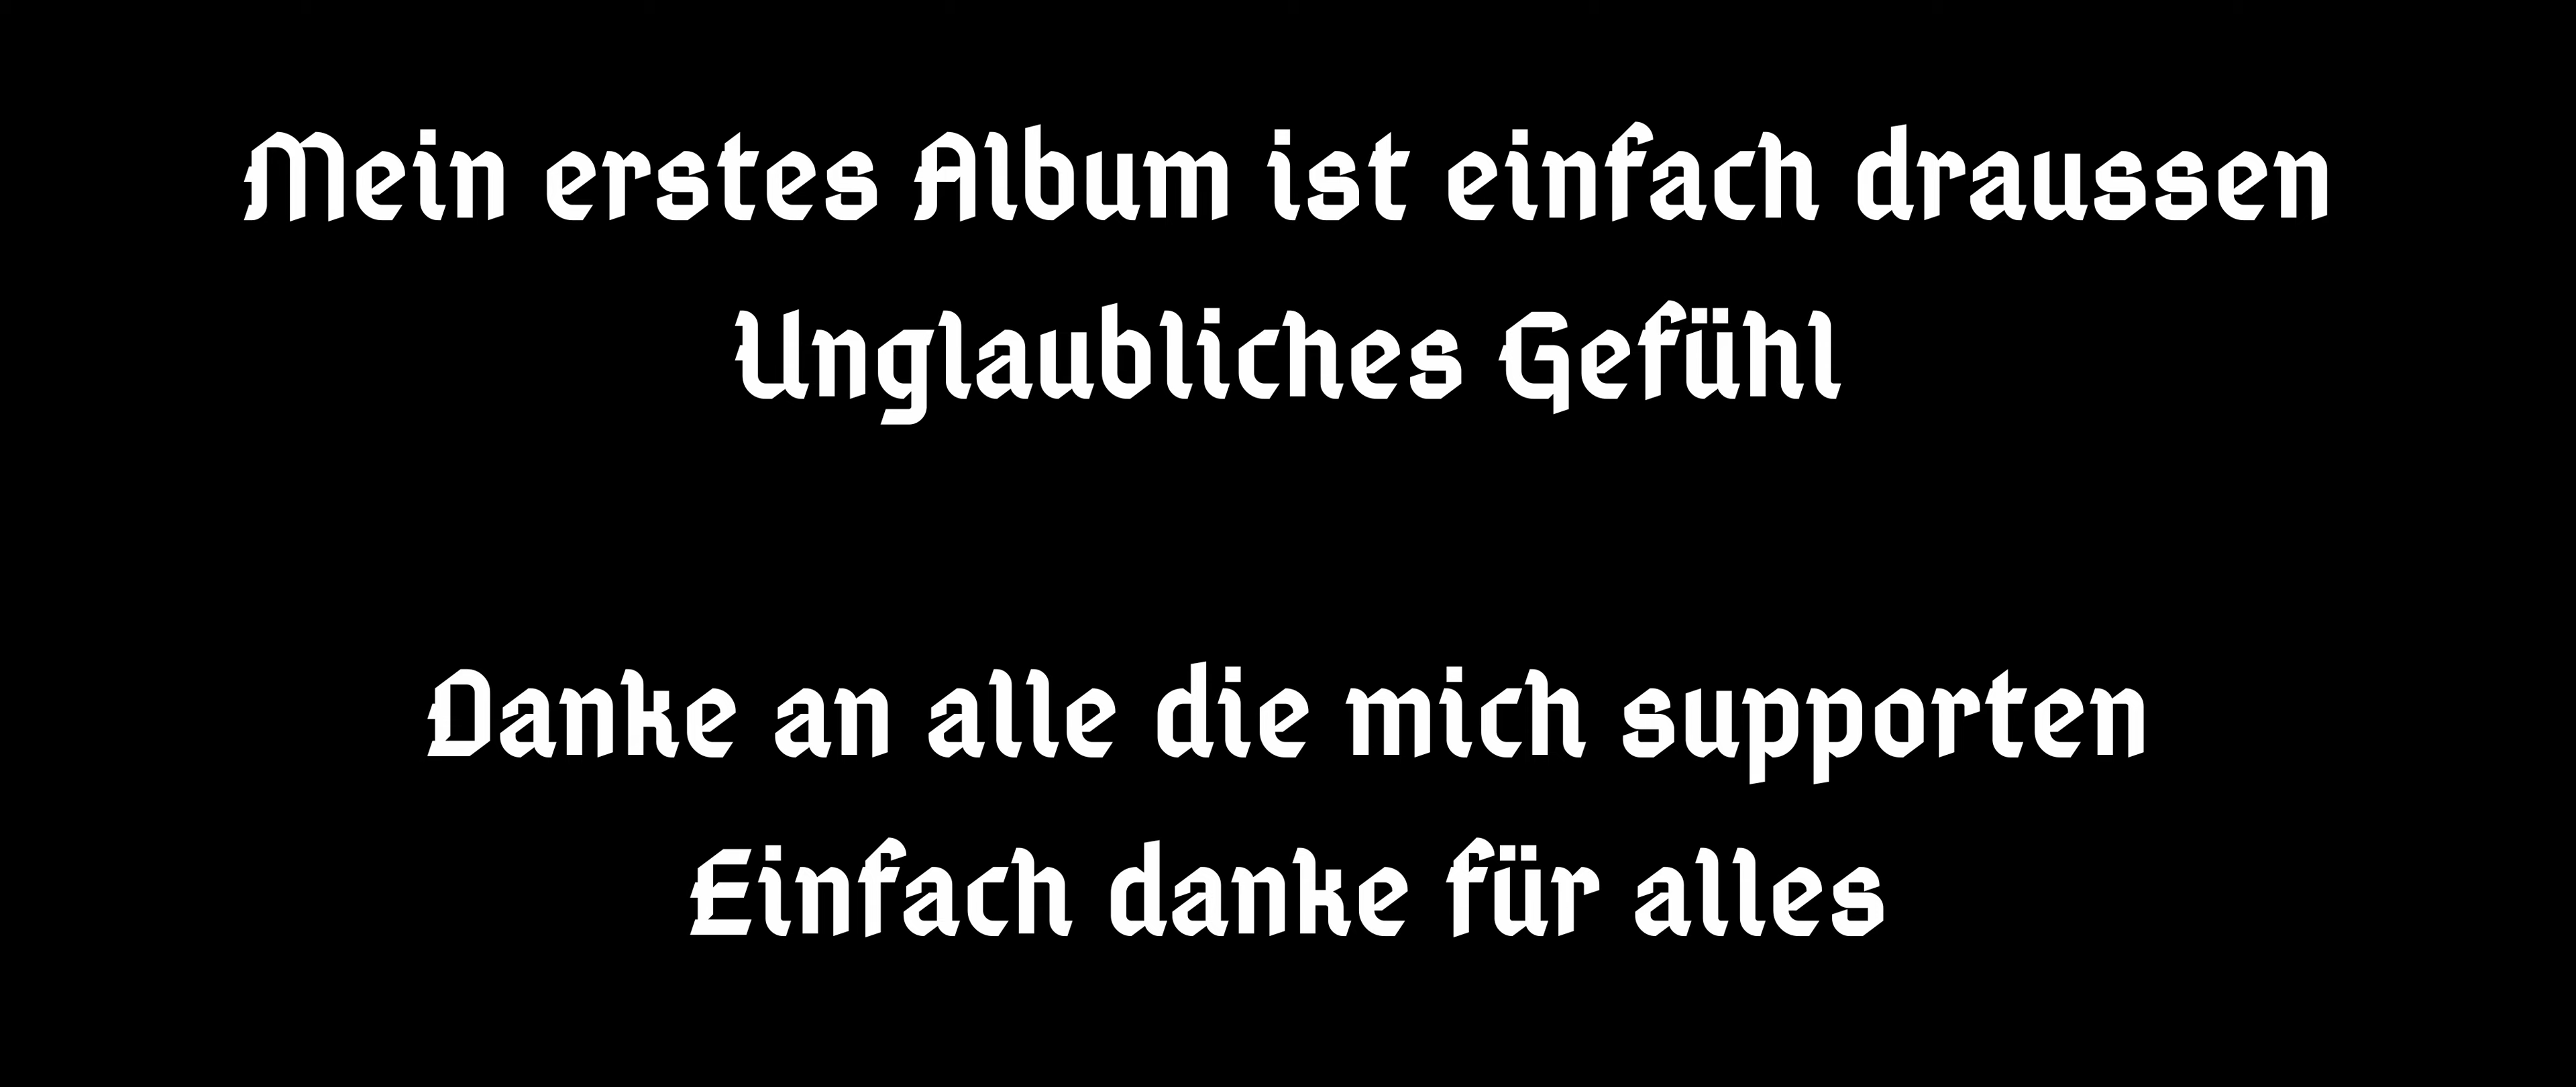 Mein erstes Album ist einfach draussen
Unglaubliches Gefühl
Danke an alle die mich supporten
Einfach danke für alles